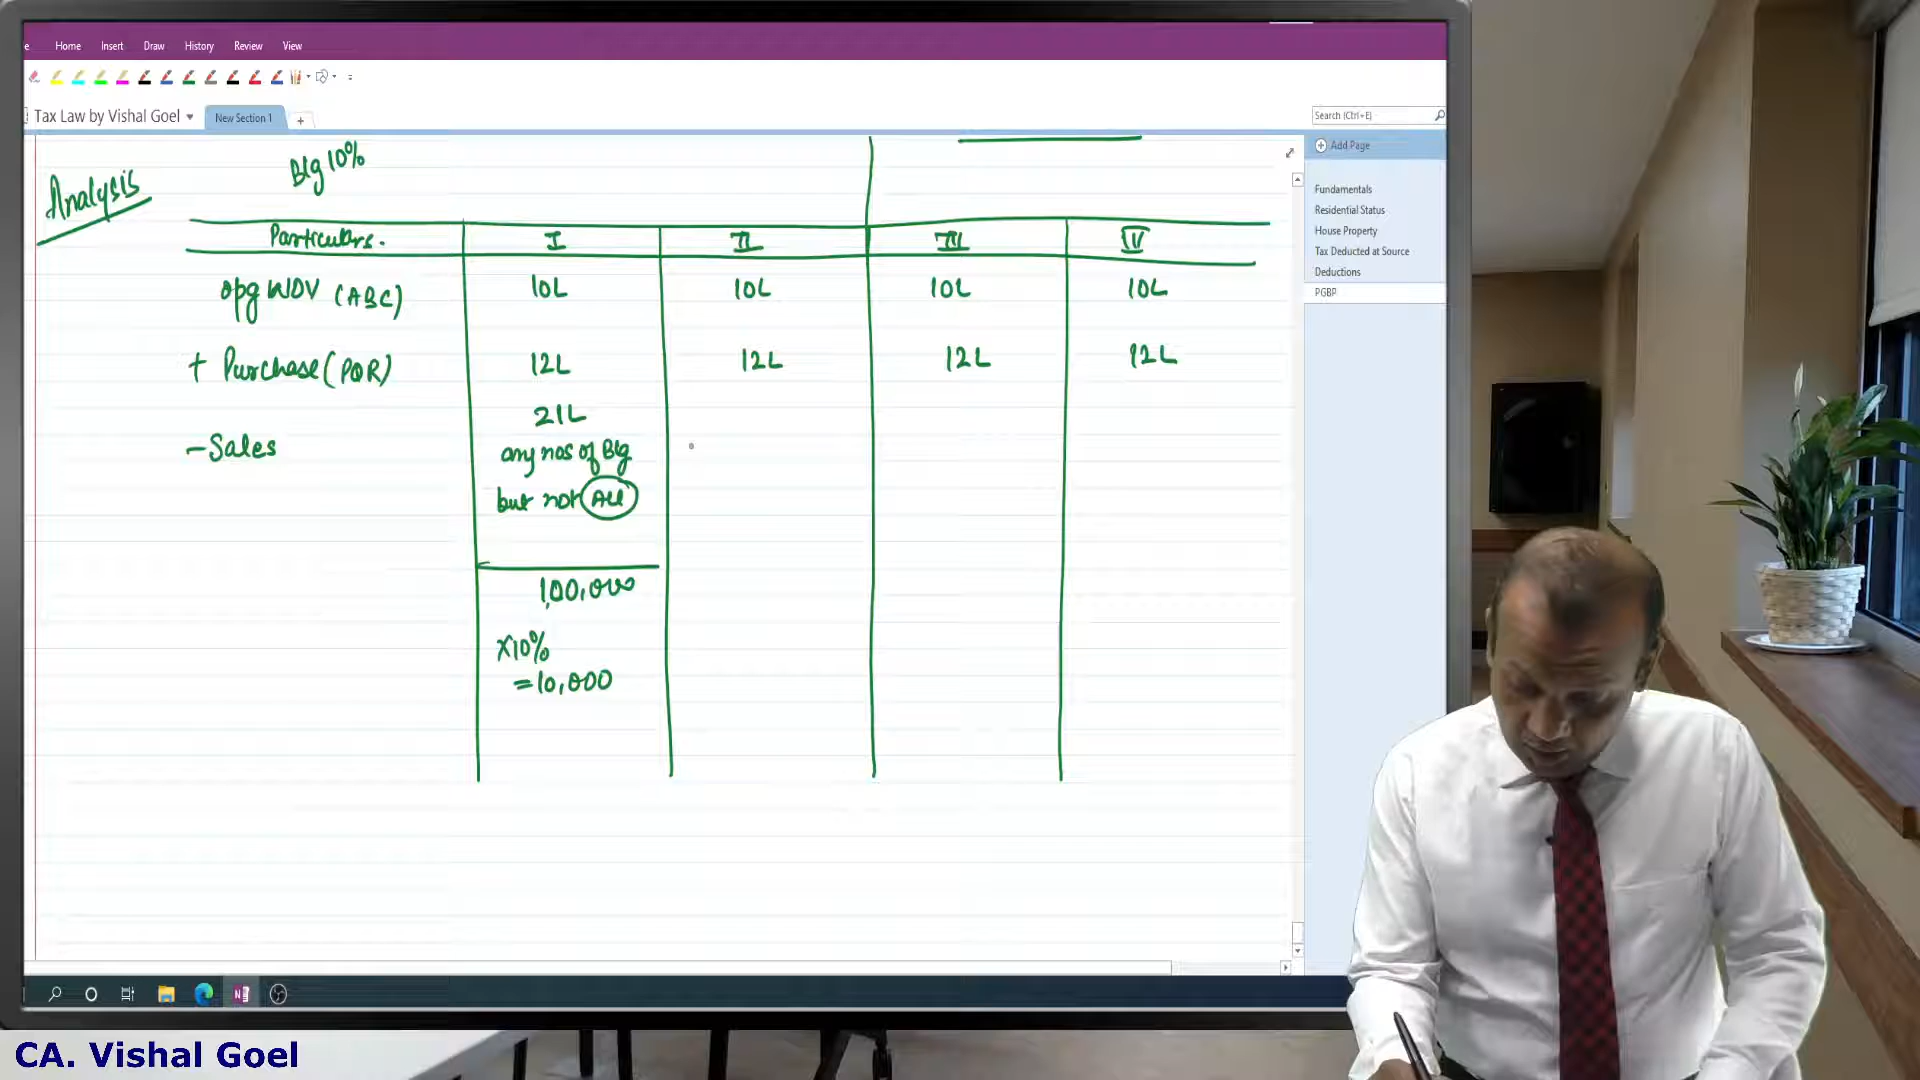 Home Insert Draw History Review View
Tax Law by Vishal Goel New Section 1 +
Search (Ctrl+E)
Add Page
Fundamentals
Residential Status
House Property
Tax Deducted at Source
Deductions
PGBP
Analysis
Blg 10%
Particulars. I II III IV
opg WDV (ABC) 10L 10L 10L 10L
+ Purchase (PQR) 12L 12L 12L 12L
21L
- Sales any nos of Blg
but not All
1,00,000
x10%
=10,000
CA. Vishal Goel